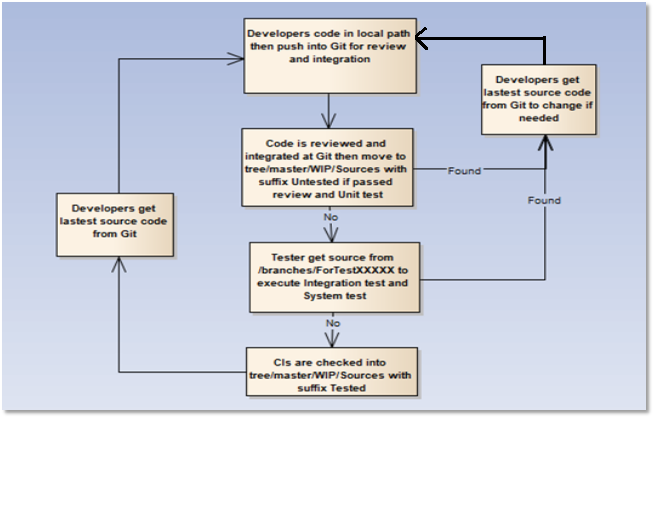 Developers code in local path
then push into Git for review
and integration
Developers get
lastest source code
from Git to change if
needed
Code is reviewed and
integrated at Git then move to
tree/master/WIP/Sources with
suffix Untested if passed
review and Unit test
Found
Found
Developers get
lastest source code
from Git
No
Tester get source from
/branches/ForTestXXXXX to
execute Integration test and
System test
No
CIs are checked into
tree/master/WIP/Sources with
suffix Tested